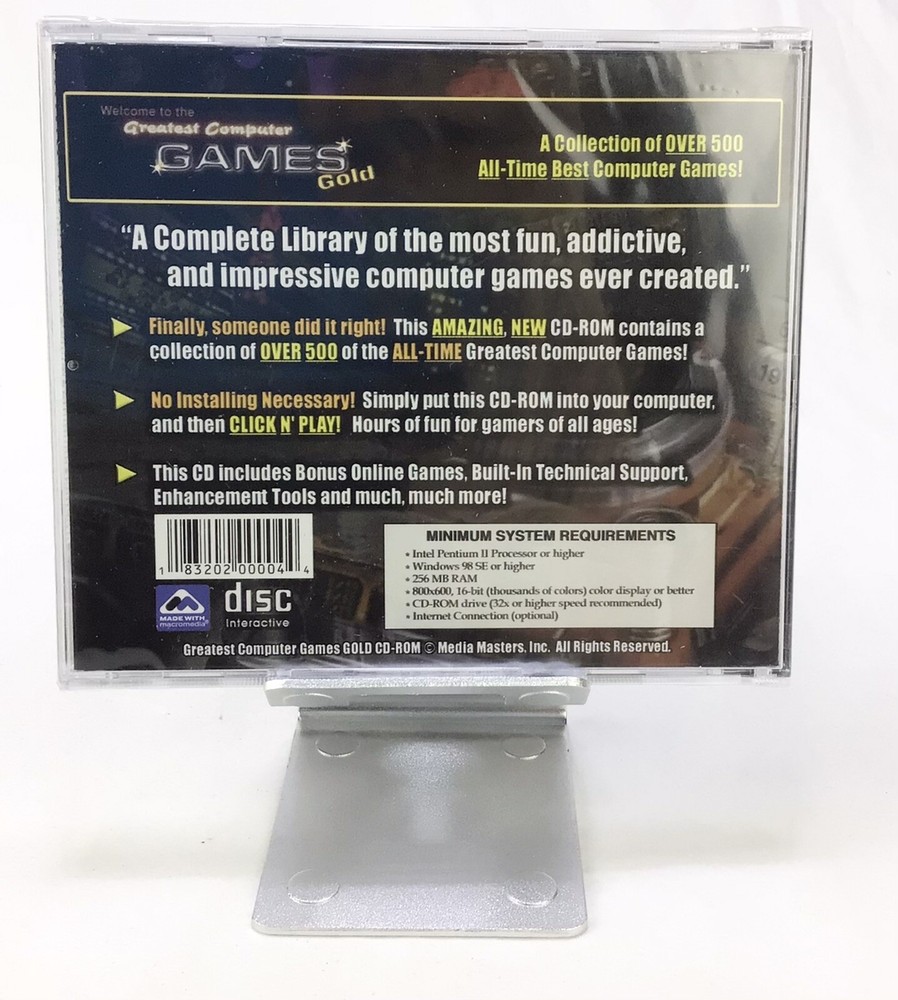 Welcome to the
Greatest Computer
GAMES
Gold
A Collection of OVER 500
All-Time Best Computer Games!
“A Complete Library of the most fun, addictive,
and impressive computer games ever created.”
Finally, someone did it right! This AMAZING, NEW CD-ROM contains a
collection of OVER 500 of the ALL-TIME Greatest Computer Games!
No Installing Necessary! Simply put this CD-ROM into your computer,
and then CLICK N' PLAY! Hours of fun for gamers of all ages!
This CD includes Bonus Online Games, Built-In Technical Support,
Enhancement Tools and much, much more!
1 83202 00004 4
MADE WITH
macromedia
disc
Interactive
MINIMUM SYSTEM REQUIREMENTS
• Intel Pentium II Processor or higher
• Windows 98 SE or higher
• 256 MB RAM
• 800x600, 16-bit (thousands of colors) color display or better
• CD-ROM drive (32x or higher speed recommended)
• Internet Connection (optional)
Greatest Computer Games GOLD CD-ROM © Media Masters, Inc. All Rights Reserved.